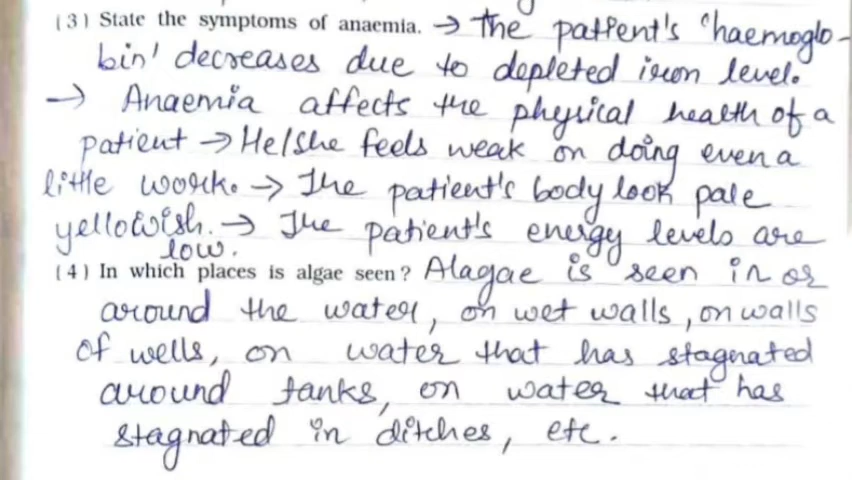 (3) State the symptoms of anaemia. → The patient's 'haemoglo-
bin' decreases due to depleted iron level.
→ Anaemia affects the physical health of a
patient → He/She feels weak on doing even a
little work. → The patient's body look pale
yellowish. → The patient's energy levels are
low.
(4) In which places is algae seen? Alagae is seen in or
around the water, on wet walls, on walls
of wells, on water that has stagnated
around tanks, on water that has
stagnated in ditches, etc.